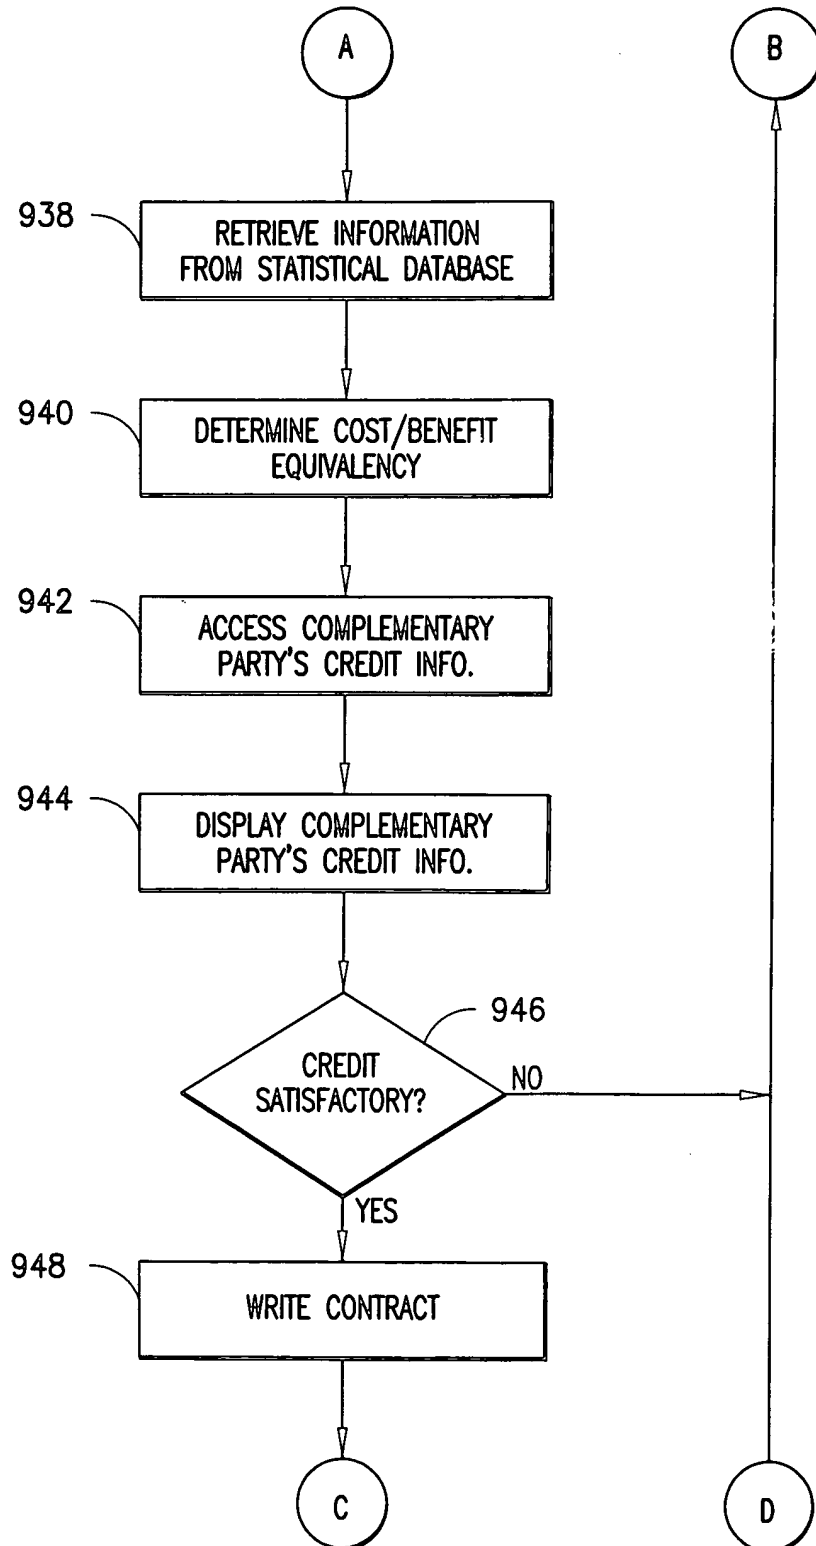 A
B
938
RETRIEVE INFORMATION
FROM STATISTICAL DATABASE
940
DETERMINE COST/BENEFIT
EQUIVALENCY
942
ACCESS COMPLEMENTARY
PARTY'S CREDIT INFO.
944
DISPLAY COMPLEMENTARY
PARTY'S CREDIT INFO.
946
CREDIT
SATISFACTORY?
NO
YES
948
WRITE CONTRACT
C
D